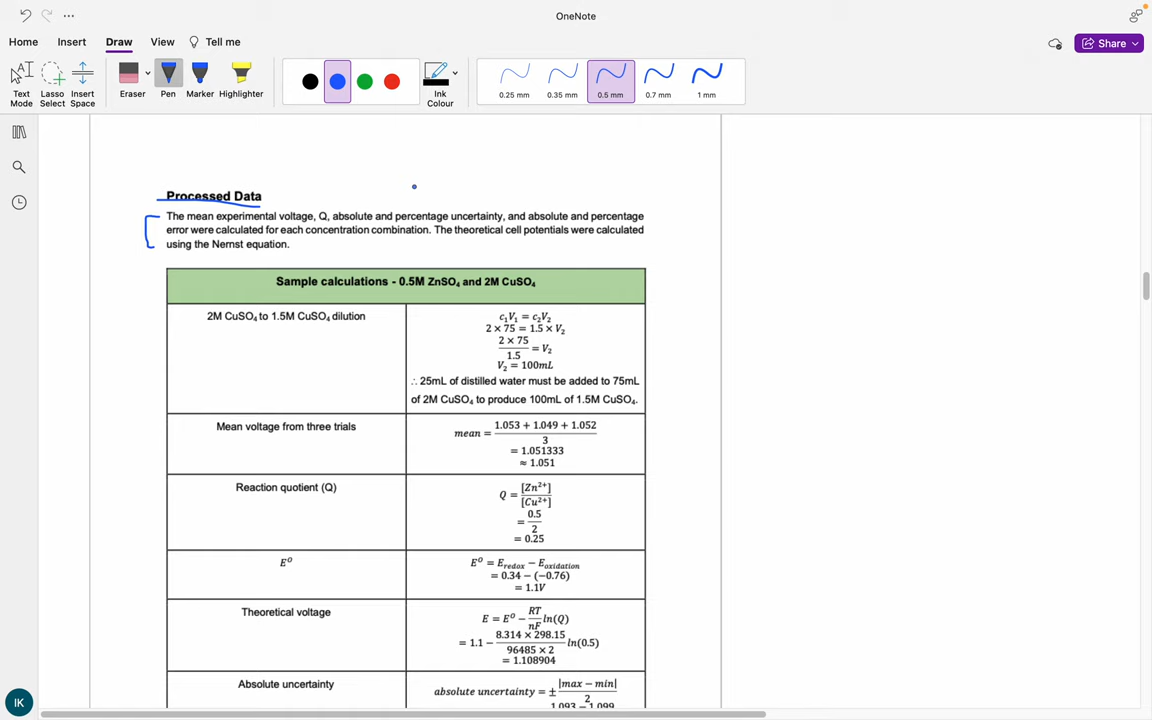 OneNote
Home Insert Draw View Tell me
Share
Text Mode
Lasso Select
Insert Space
Eraser
Pen
Marker
Highlighter
Ink Colour
0.25 mm
0.35 mm
0.5 mm
0.7 mm
1 mm
Processed Data
The mean experimental voltage, Q, absolute and percentage uncertainty, and absolute and percentage
error were calculated for each concentration combination. The theoretical cell potentials were calculated
using the Nernst equation.
Sample calculations - 0.5M ZnSO₄ and 2M CuSO₄
2M CuSO₄ to 1.5M CuSO₄ dilution
c₁V₁ = c₂V₂
2 × 75 = 1.5 × V₂
2 × 75
1.5
= V₂
V₂ = 100mL
∴ 25mL of distilled water must be added to 75mL
of 2M CuSO₄ to produce 100mL of 1.5M CuSO₄.
Mean voltage from three trials
mean = 1.053 + 1.049 + 1.052
3
= 1.051333
≈ 1.051
Reaction quotient (Q)
Q = [Zn²⁺]
[Cu²⁺]
= 0.5
2
= 0.25
E⁰
E⁰ = E redox − E oxidation
= 0.34 − (−0.76)
= 1.1V
Theoretical voltage
E = E⁰ − RT
nF
ln(Q)
= 1.1 − 8.314 × 298.15
96485 × 2
ln(0.5)
= 1.108904
Absolute uncertainty
absolute uncertainty = ± |max − min|
2
1.093 − 1.099
IK